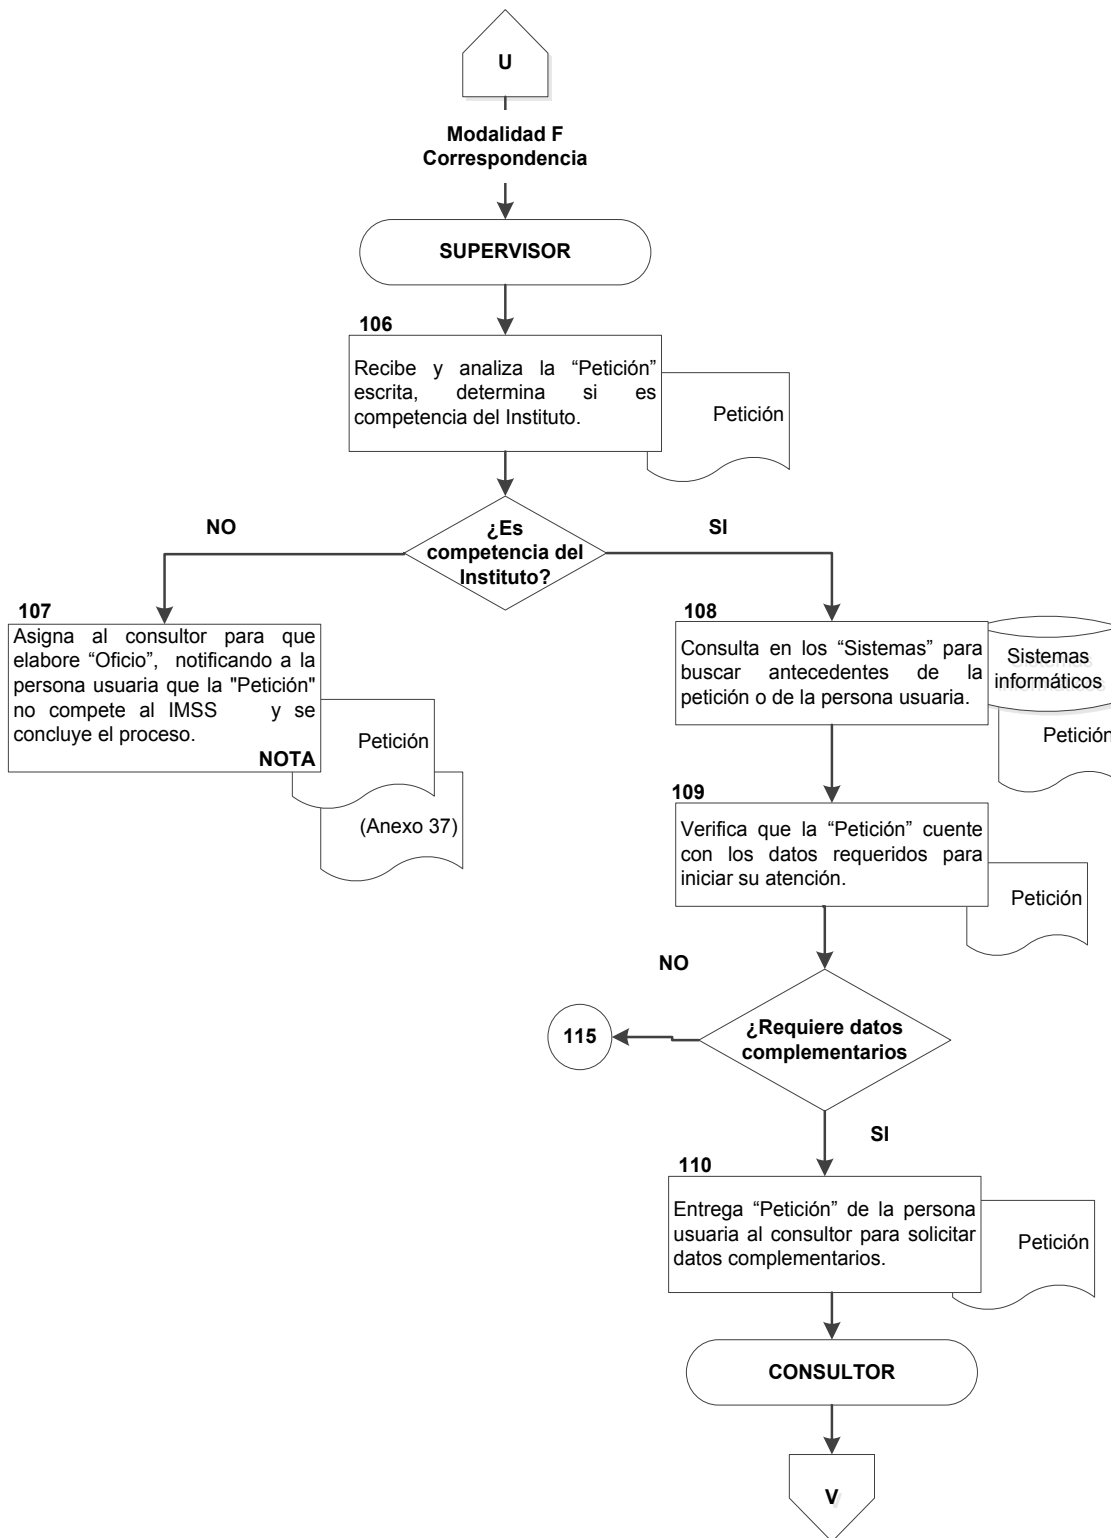 U
Modalidad F
Correspondencia
SUPERVISOR
106
Recibe y analiza la “Petición”
escrita, determina si es
competencia del Instituto.
Petición
¿Es
competencia del
Instituto?
NO
SI
107
Asigna al consultor para que
elabore “Oficio”, notificando a la
persona usuaria que la "Petición"
no compete al IMSS y se
concluye el proceso.
NOTA
Petición
(Anexo 37)
108
Consulta en los “Sistemas” para
buscar antecedentes de la
petición o de la persona usuaria.
Sistemas
informáticos
Petición
109
Verifica que la “Petición” cuente
con los datos requeridos para
iniciar su atención.
Petición
NO
¿Requiere datos
complementarios
115
SI
110
Entrega “Petición” de la persona
usuaria al consultor para solicitar
datos complementarios.
Petición
CONSULTOR
V